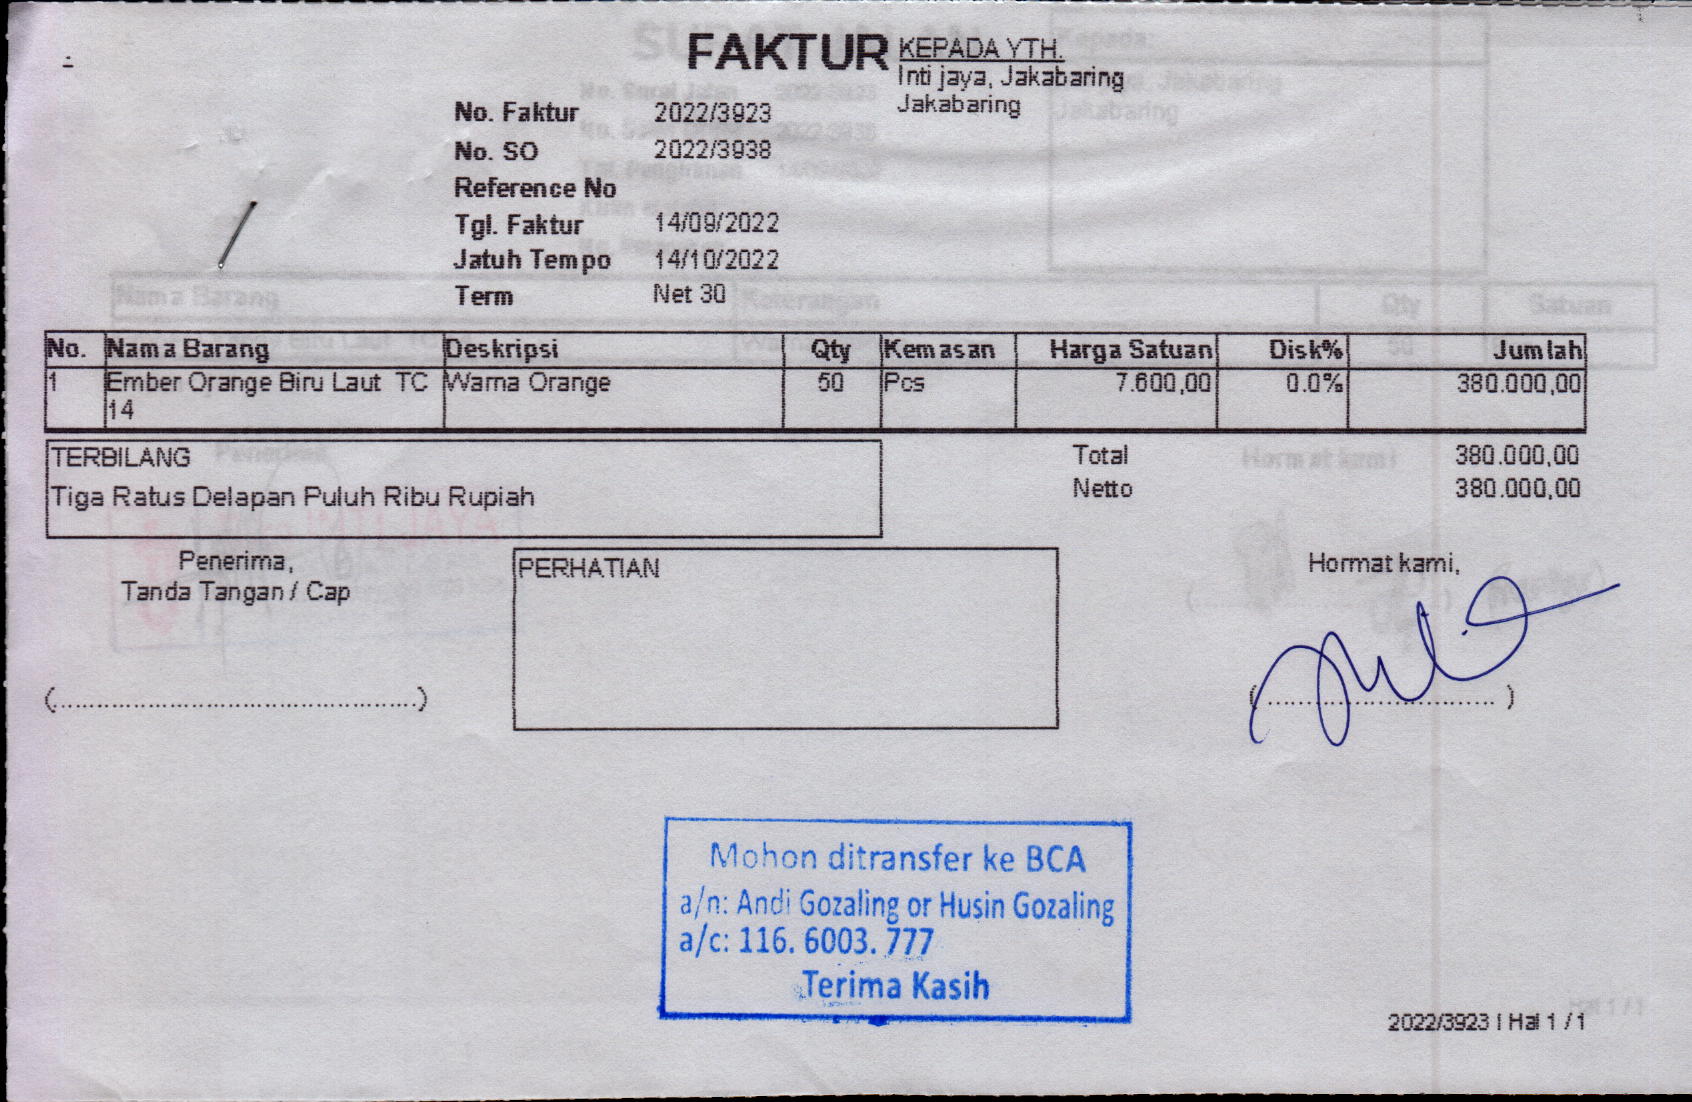 FAKTUR
KEPADA YTH.
Inti jaya, Jakabaring
Jakabaring
No. Faktur 2022/3923
No. SO 2022/3938
Reference No
Tgl. Faktur 14/09/2022
Jatuh Tempo 14/10/2022
Term Net 30
No. Nama Barang Deskripsi Qty Kemasan Harga Satuan Disk% Jumlah
1 Ember Orange Biru Laut TC Warna Orange 50 Pcs 7.600,00 0.0% 380.000,00
14
TERBILANG
Tiga Ratus Delapan Puluh Ribu Rupiah
Total 380.000,00
Netto 380.000,00
Penerima,
Tanda Tangan / Cap
(................................................)
PERHATIAN
Hormat kami,
(............................. )
Mohon ditransfer ke BCA
a/n: Andi Gozaling or Husin Gozaling
a/c: 116. 6003. 777
Terima Kasih
2022/3923 | Hal 1 / 1